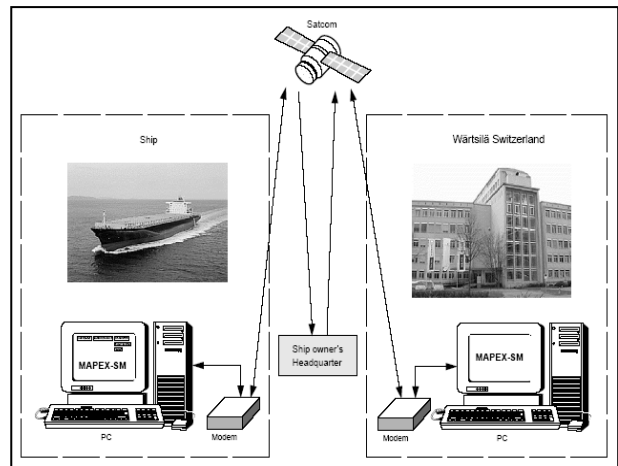 Satcom
Ship
Wärtsilä Switzerland
Ship owner's
Headquarter
MAPEX-SM
MAPEX-SM
PC
Modem
Modem
PC